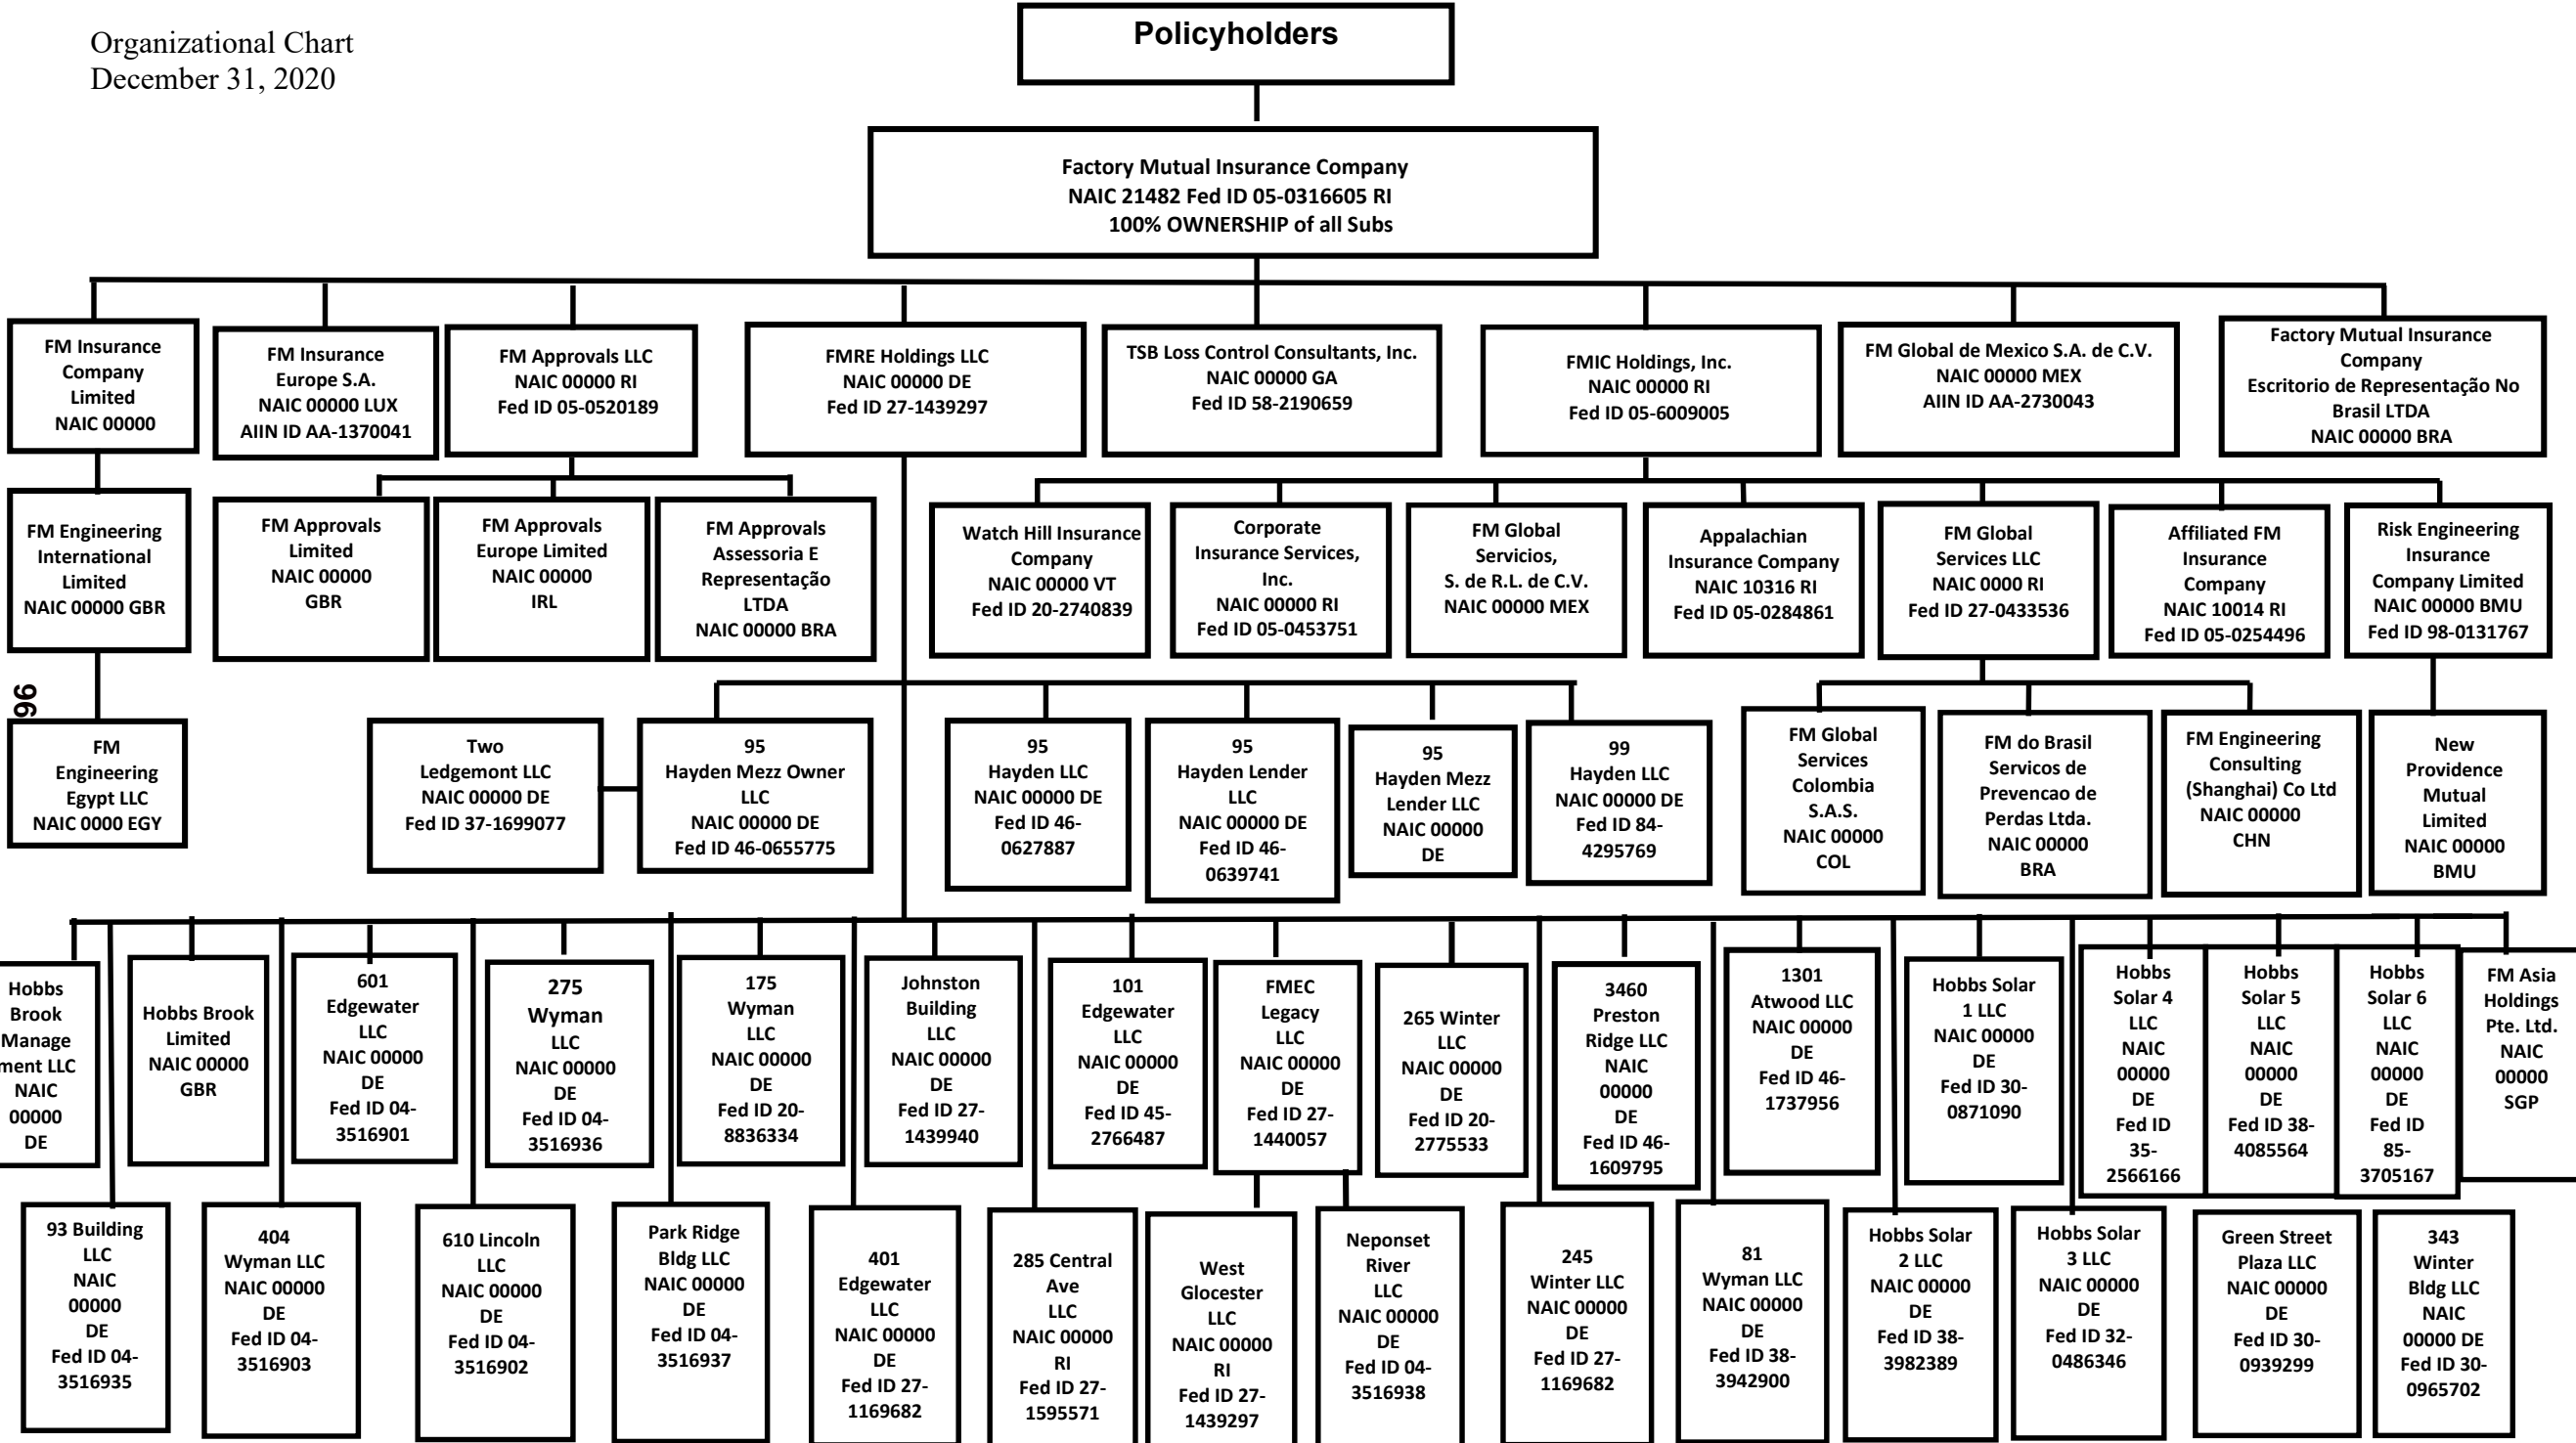 Organizational Chart
December 31, 2020
Policyholders
Factory Mutual Insurance Company
NAIC 21482 Fed ID 05-0316605 RI
100% OWNERSHIP of all Subs
FM Insurance
Company
Limited
NAIC 00000
FM Insurance
Europe S.A.
NAIC 00000 LUX
AIIN ID AA-1370041
FM Approvals LLC
NAIC 00000 RI
Fed ID 05-0520189
FMRE Holdings LLC
NAIC 00000 DE
Fed ID 27-1439297
TSB Loss Control Consultants, Inc.
NAIC 00000 GA
Fed ID 58-2190659
FMIC Holdings, Inc.
NAIC 00000 RI
Fed ID 05-6009005
FM Global de Mexico S.A. de C.V.
NAIC 00000 MEX
AIIN ID AA-2730043
Factory Mutual Insurance
Company
Escritorio de Representação No
Brasil LTDA
NAIC 00000 BRA
FM Engineering
International
Limited
NAIC 00000 GBR
FM Approvals
Limited
NAIC 00000
GBR
FM Approvals
Europe Limited
NAIC 00000
IRL
FM Approvals
Assessoria E
Representação
LTDA
NAIC 00000 BRA
Watch Hill Insurance
Company
NAIC 00000 VT
Fed ID 20-2740839
Corporate
Insurance Services,
Inc.
NAIC 00000 RI
Fed ID 05-0453751
FM Global
Servicios,
S. de R.L. de C.V.
NAIC 00000 MEX
Appalachian
Insurance Company
NAIC 10316 RI
Fed ID 05-0284861
FM Global
Services LLC
NAIC 0000 RI
Fed ID 27-0433536
Affiliated FM
Insurance
Company
NAIC 10014 RI
Fed ID 05-0254496
Risk Engineering
Insurance
Company Limited
NAIC 00000 BMU
Fed ID 98-0131767
96
FM
Engineering
Egypt LLC
NAIC 0000 EGY
Two
Ledgemont LLC
NAIC 00000 DE
Fed ID 37-1699077
95
Hayden Mezz Owner
LLC
NAIC 00000 DE
Fed ID 46-0655775
95
Hayden LLC
NAIC 00000 DE
Fed ID 46-
0627887
95
Hayden Lender
LLC
NAIC 00000 DE
Fed ID 46-
0639741
95
Hayden Mezz
Lender LLC
NAIC 00000
DE
99
Hayden LLC
NAIC 00000 DE
Fed ID 84-
4295769
FM Global
Services
Colombia
S.A.S.
NAIC 00000
COL
FM do Brasil
Servicos de
Prevencao de
Perdas Ltda.
NAIC 00000
BRA
FM Engineering
Consulting
(Shanghai) Co Ltd
NAIC 00000
CHN
New
Providence
Mutual
Limited
NAIC 00000
BMU
Hobbs
Brook
Manage
ment LLC
NAIC
00000
DE
Hobbs Brook
Limited
NAIC 00000
GBR
601
Edgewater
LLC
NAIC 00000
DE
Fed ID 04-
3516901
275
Wyman
LLC
NAIC 00000
DE
Fed ID 04-
3516936
175
Wyman
LLC
NAIC 00000
DE
Fed ID 20-
8836334
Johnston
Building
LLC
NAIC 00000
DE
Fed ID 27-
1439940
101
Edgewater
LLC
NAIC 00000
DE
Fed ID 45-
2766487
FMEC
Legacy
LLC
NAIC 00000
DE
Fed ID 27-
1440057
265 Winter
LLC
NAIC 00000
DE
Fed ID 20-
2775533
3460
Preston
Ridge LLC
NAIC
00000
DE
Fed ID 46-
1609795
1301
Atwood LLC
NAIC 00000
DE
Fed ID 46-
1737956
Hobbs Solar
1 LLC
NAIC 00000
DE
Fed ID 30-
0871090
Hobbs
Solar 4
LLC
NAIC
00000
DE
Fed ID
35-
2566166
Hobbs
Solar 5
LLC
NAIC
00000
DE
Fed ID 38-
4085564
Hobbs
Solar 6
LLC
NAIC
00000
DE
Fed ID
85-
3705167
FM Asia
Holdings
Pte. Ltd.
NAIC
00000
SGP
93 Building
LLC
NAIC
00000
DE
Fed ID 04-
3516935
404
Wyman LLC
NAIC 00000
DE
Fed ID 04-
3516903
610 Lincoln
LLC
NAIC 00000
DE
Fed ID 04-
3516902
Park Ridge
Bldg LLC
NAIC 00000
DE
Fed ID 04-
3516937
401
Edgewater
LLC
NAIC 00000
DE
Fed ID 27-
1169682
285 Central
Ave
LLC
NAIC 00000
RI
Fed ID 27-
1595571
West
Glocester
LLC
NAIC 00000
RI
Fed ID 27-
1439297
Neponset
River
LLC
NAIC 00000
DE
Fed ID 04-
3516938
245
Winter LLC
NAIC 00000
DE
Fed ID 27-
1169682
81
Wyman LLC
NAIC 00000
DE
Fed ID 38-
3942900
Hobbs Solar
2 LLC
NAIC 00000
DE
Fed ID 38-
3982389
Hobbs Solar
3 LLC
NAIC 00000
DE
Fed ID 32-
0486346
Green Street
Plaza LLC
NAIC 00000
DE
Fed ID 30-
0939299
343
Winter
Bldg LLC
NAIC
00000 DE
Fed ID 30-
0965702